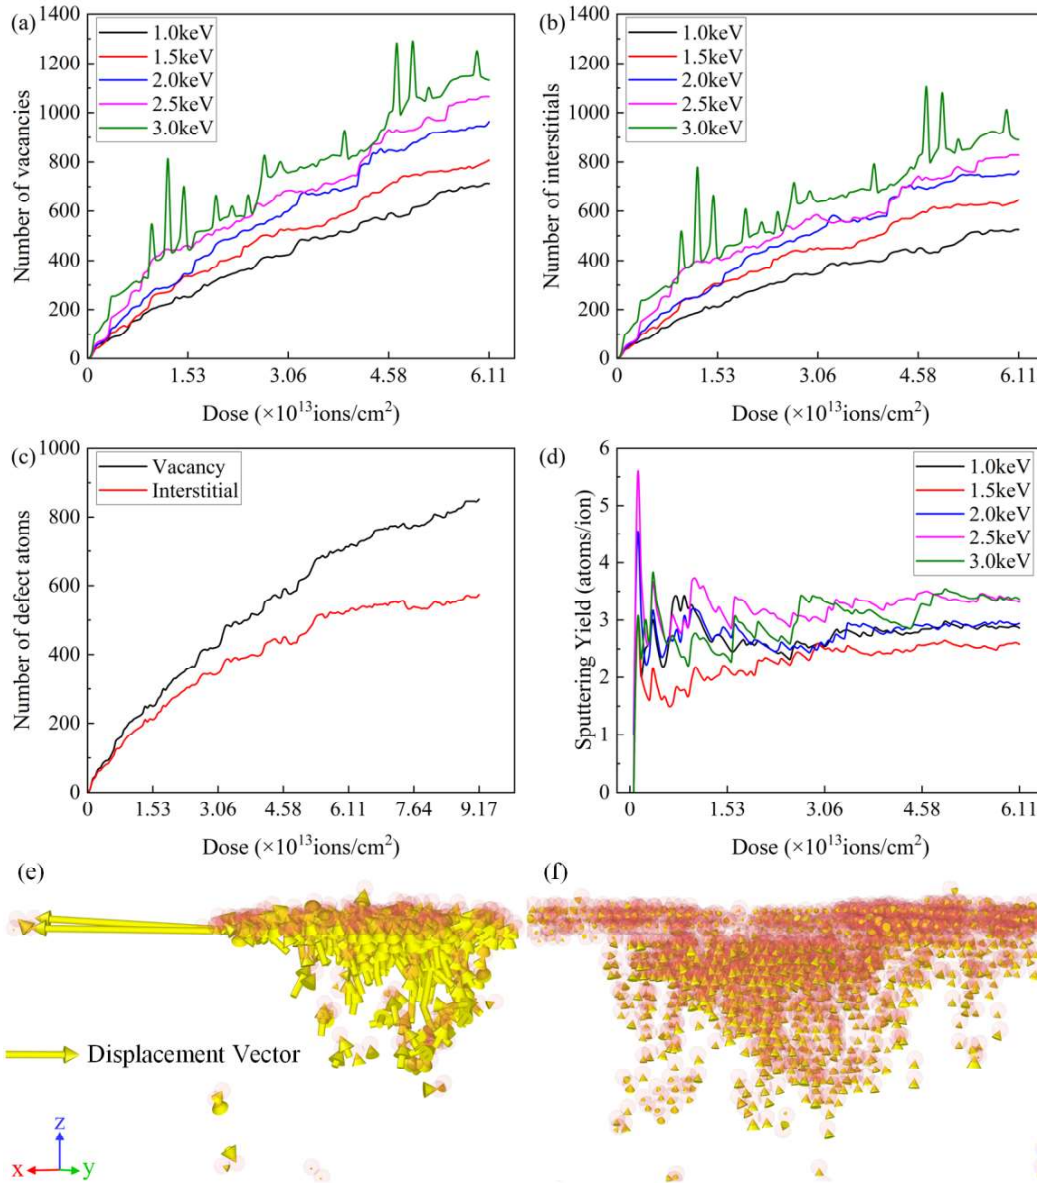 (a)
1400
1200
1000
800
600
400
200
0
Number of vacancies
1.0keV
1.5keV
2.0keV
2.5keV
3.0keV
0 1.53 3.06 4.58 6.11
Dose (×10¹³ions/cm²)
(b)
1400
1200
1000
800
600
400
200
0
Number of interstitials
1.0keV
1.5keV
2.0keV
2.5keV
3.0keV
0 1.53 3.06 4.58 6.11
Dose (×10¹³ions/cm²)
(c)
1000
800
600
400
200
0
Number of defect atoms
Vacancy
Interstitial
0 1.53 3.06 4.58 6.11 7.64 9.17
Dose (×10¹³ions/cm²)
(d)
6
5
4
3
2
1
0
Sputtering Yield (atoms/ion)
1.0keV
1.5keV
2.0keV
2.5keV
3.0keV
0 1.53 3.06 4.58 6.11
Dose (×10¹³ions/cm²)
(e)
Displacement Vector
z
x y
(f)